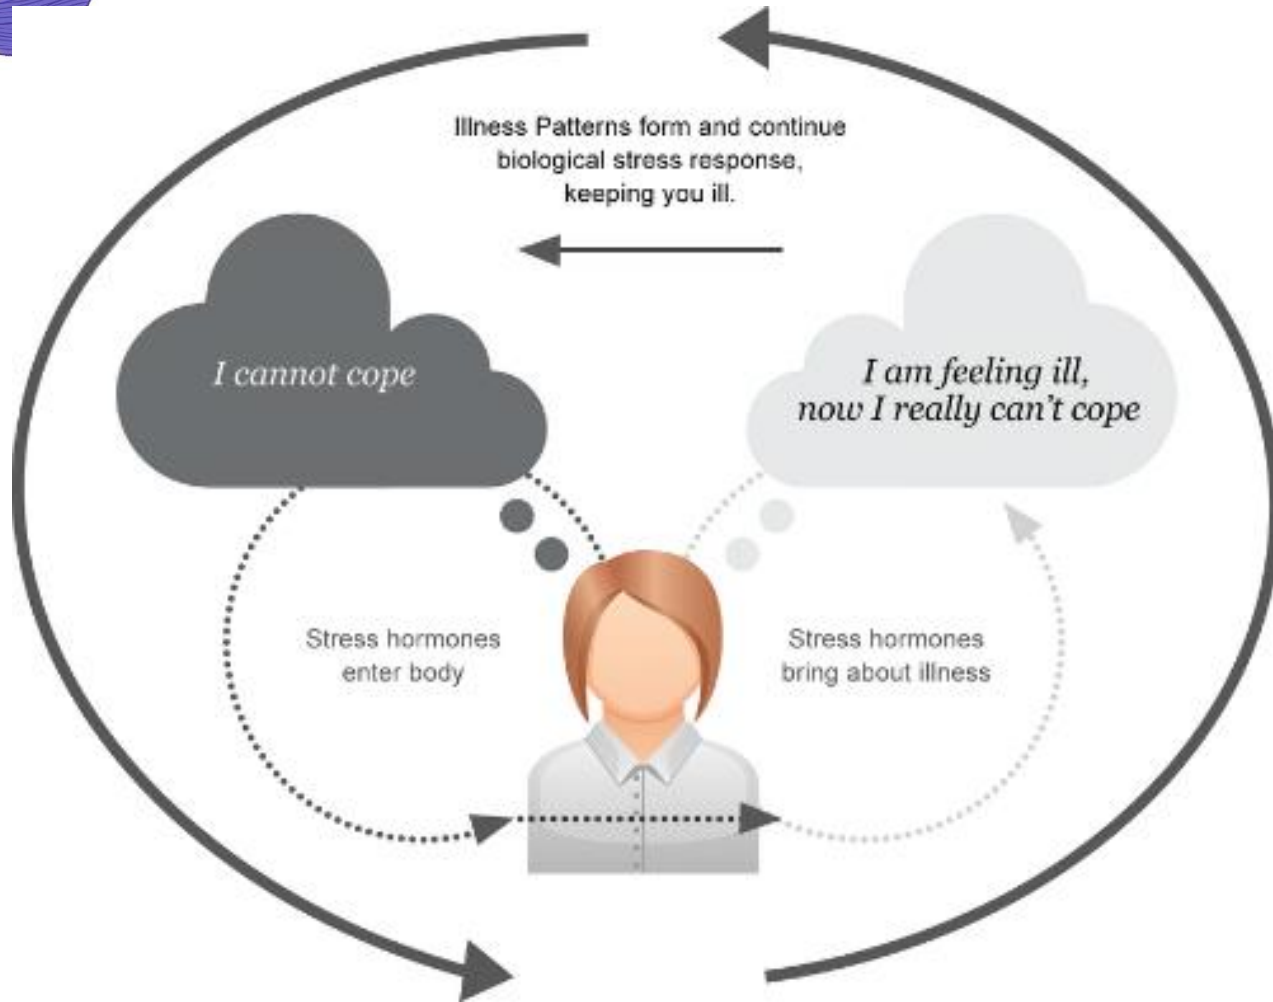 Illness Patterns form and continue
biological stress response,
keeping you ill.
I cannot cope
I am feeling ill,
now I really can't cope
Stress hormones
enter body
Stress hormones
bring about illness